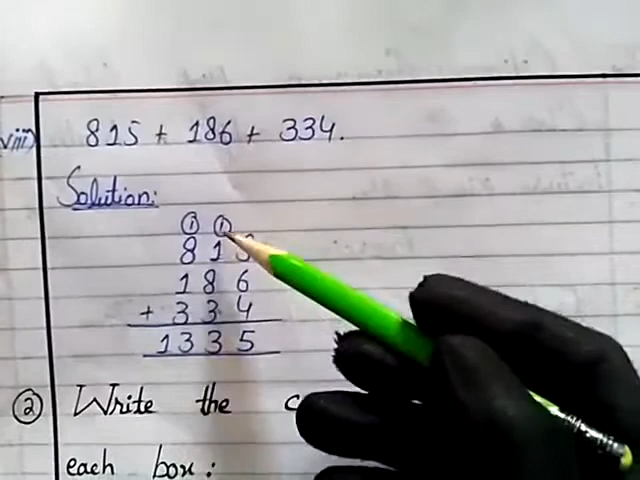 viii) 815 + 186 + 334.
Solution:
1 1
8 1
1 8 6
+ 3 3 4
1 3 3 5
2 Write the
each box: